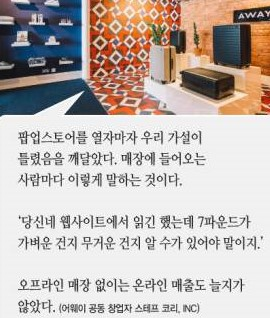 AWAY
팝업스토어를 열자마자 우리 가설이
틀렸음을 깨달았다. 매장에 들어오는
사람마다 이렇게 말하는 것이다.
‘당신네 웹사이트에서 읽긴 했는데 7파운드가
가벼운 건지 무거운 건지 알 수가 있어야 말이지.’
오프라인 매장 없이는 온라인 매출도 늘지가
않았다. (어웨이 공동 창업자 스테프 코리, INC)